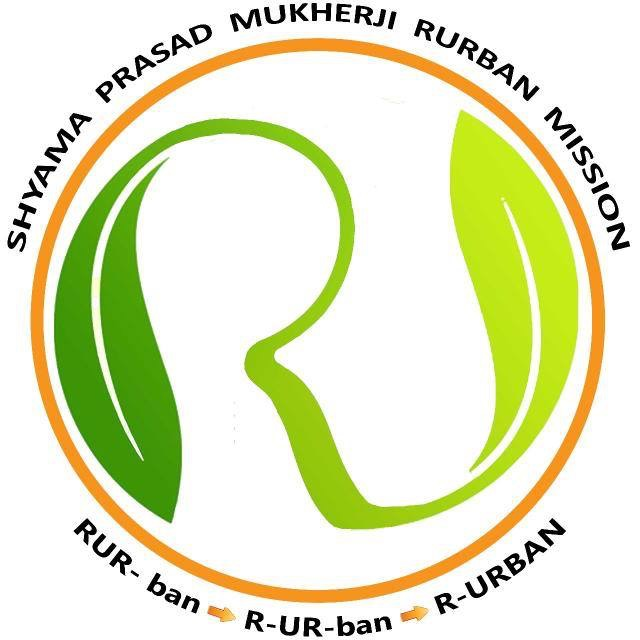 SHYAMA PRASAD MUKHERJI RURBAN MISSION
RUR- ban ➡ R-UR-ban ➡ R-URBAN